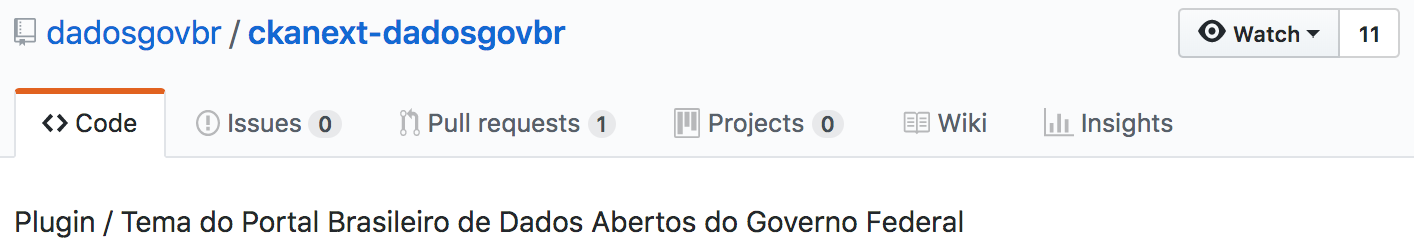 dadosgovbr / ckanext-dadosgovbr
Watch 11
Code Issues 0 Pull requests 1 Projects 0 Wiki Insights
Plugin / Tema do Portal Brasileiro de Dados Abertos do Governo Federal